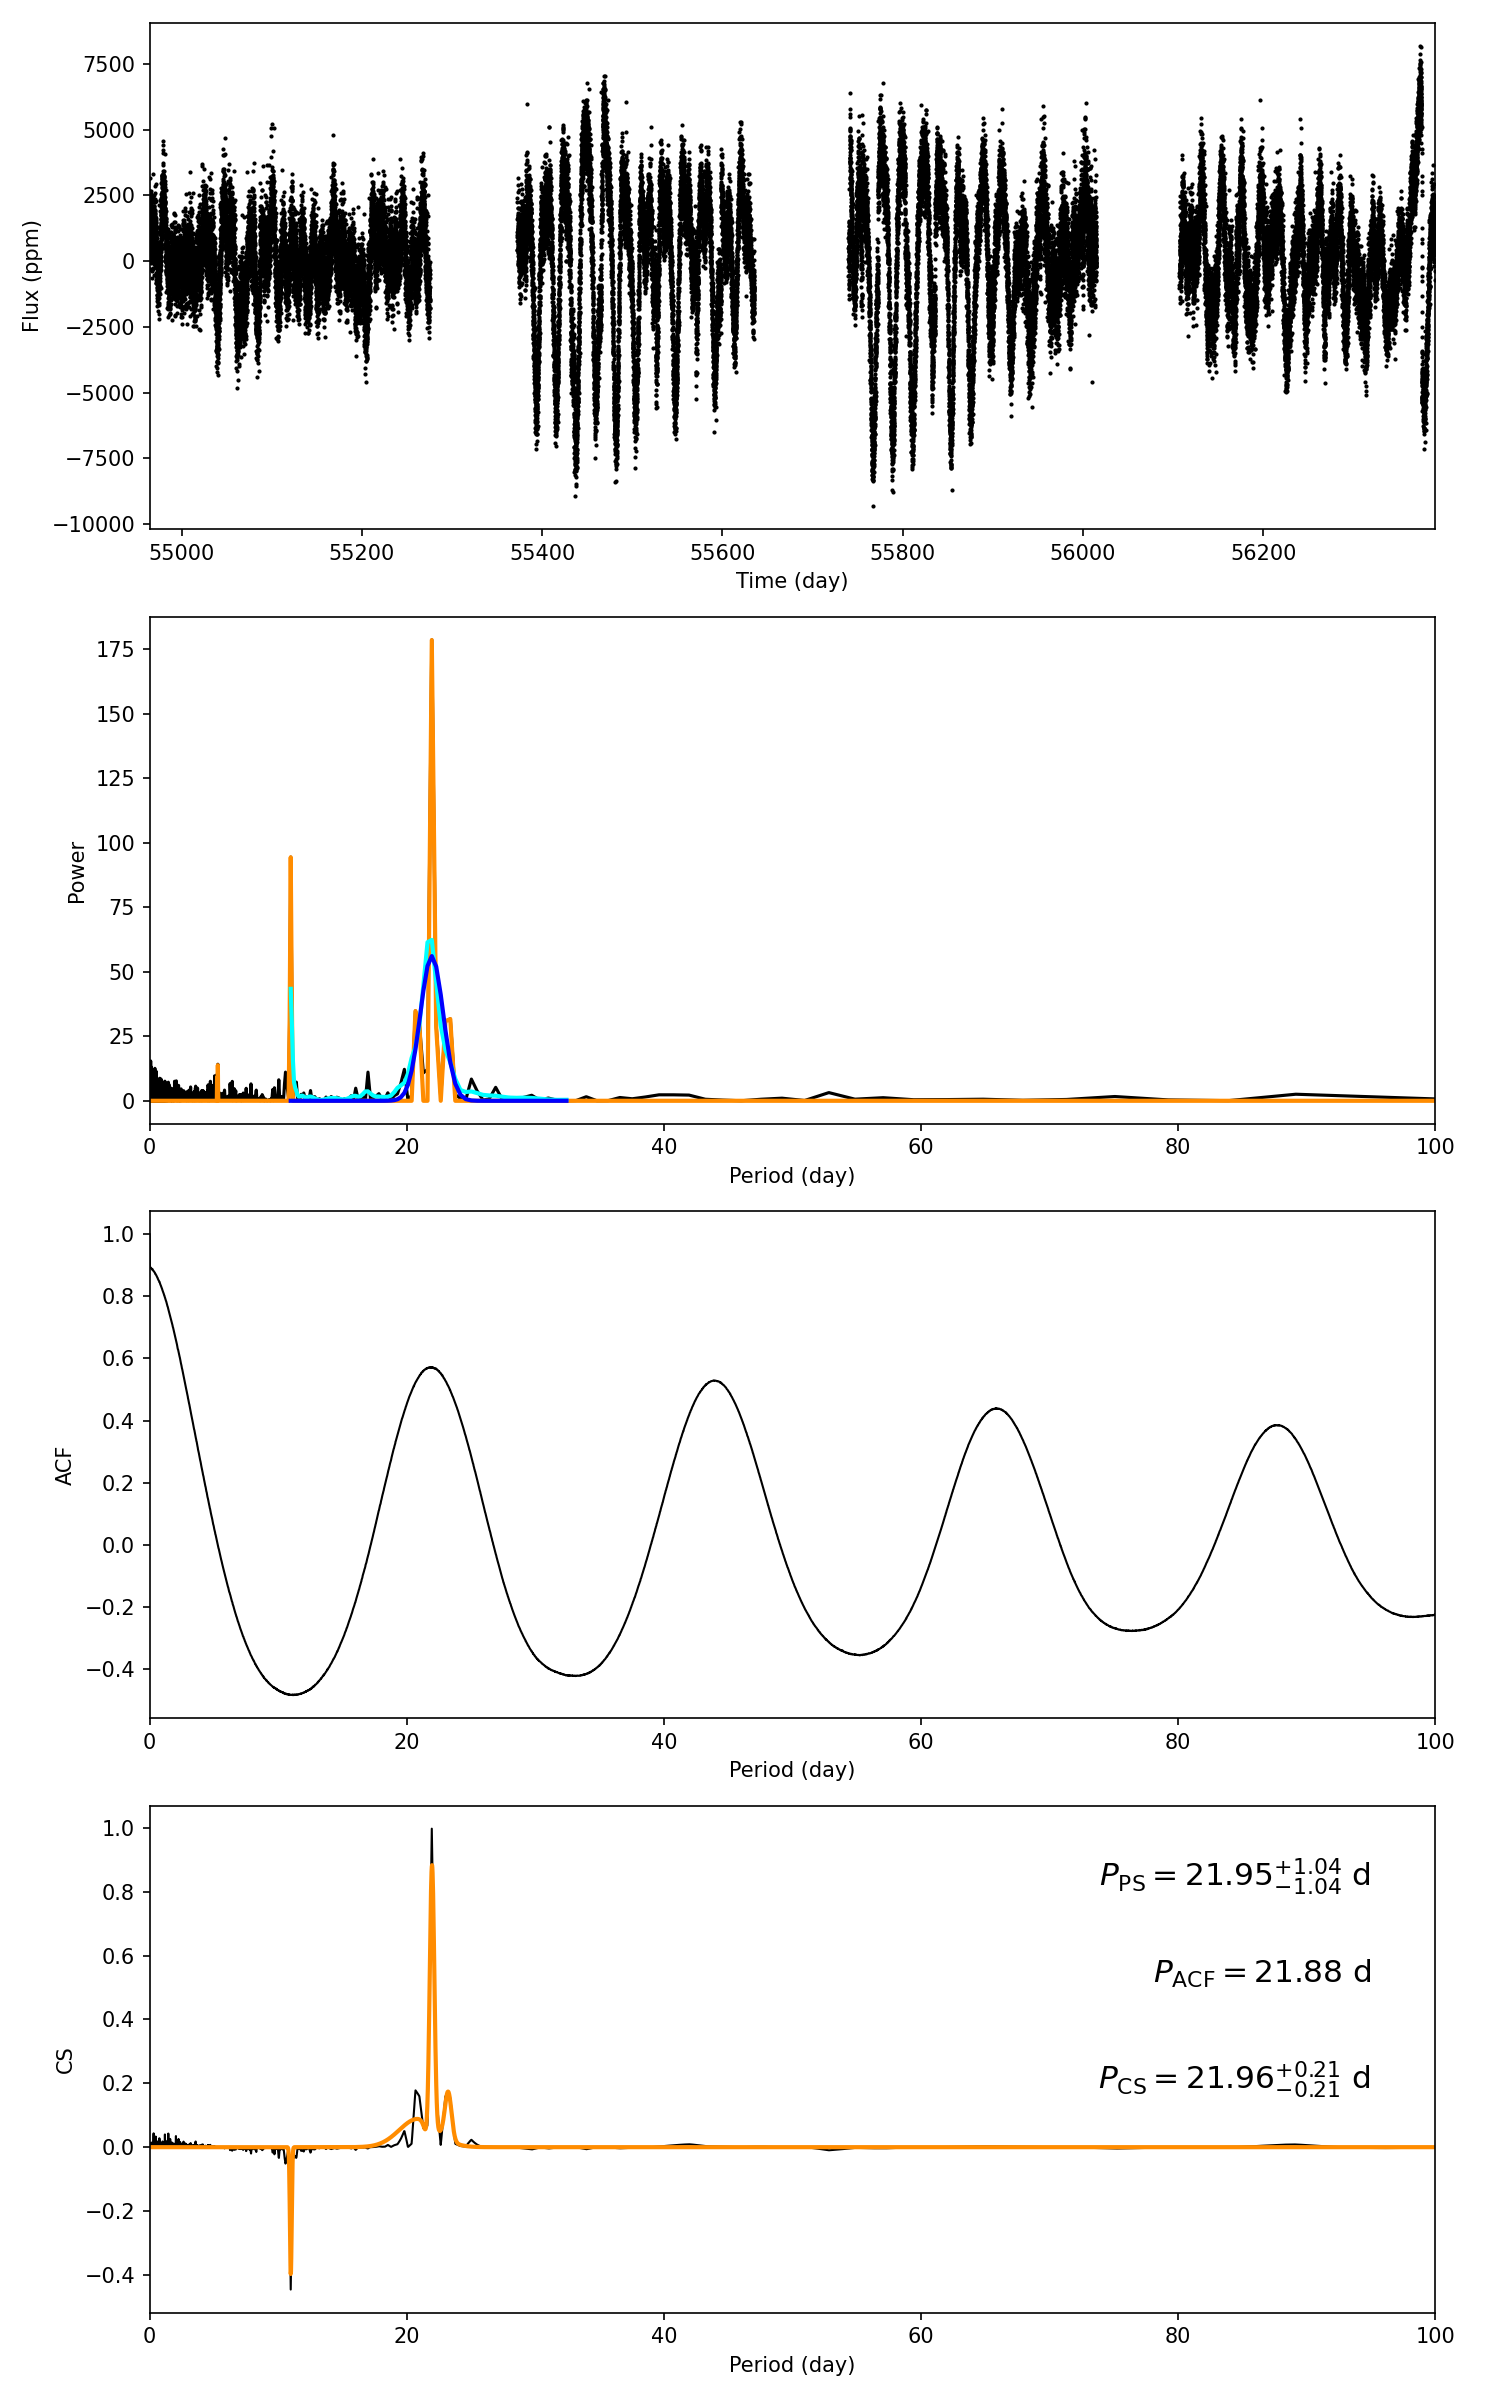 7500
5000
2500
0
−2500
−5000
−7500
−10000
Flux (ppm)
55000 55200 55400 55600 55800 56000 56200
Time (day)
175
150
125
100
75
50
25
0
Power
0 20 40 60 80 100
Period (day)
1.0
0.8
0.6
0.4
0.2
0.0
−0.2
−0.4
ACF
0 20 40 60 80 100
Period (day)
1.0
0.8
0.6
0.4
0.2
0.0
−0.2
−0.4
CS
P_PS = 21.95^{+1.04}_{−1.04} d
P_ACF = 21.88 d
P_CS = 21.96^{+0.21}_{−0.21} d
0 20 40 60 80 100
Period (day)